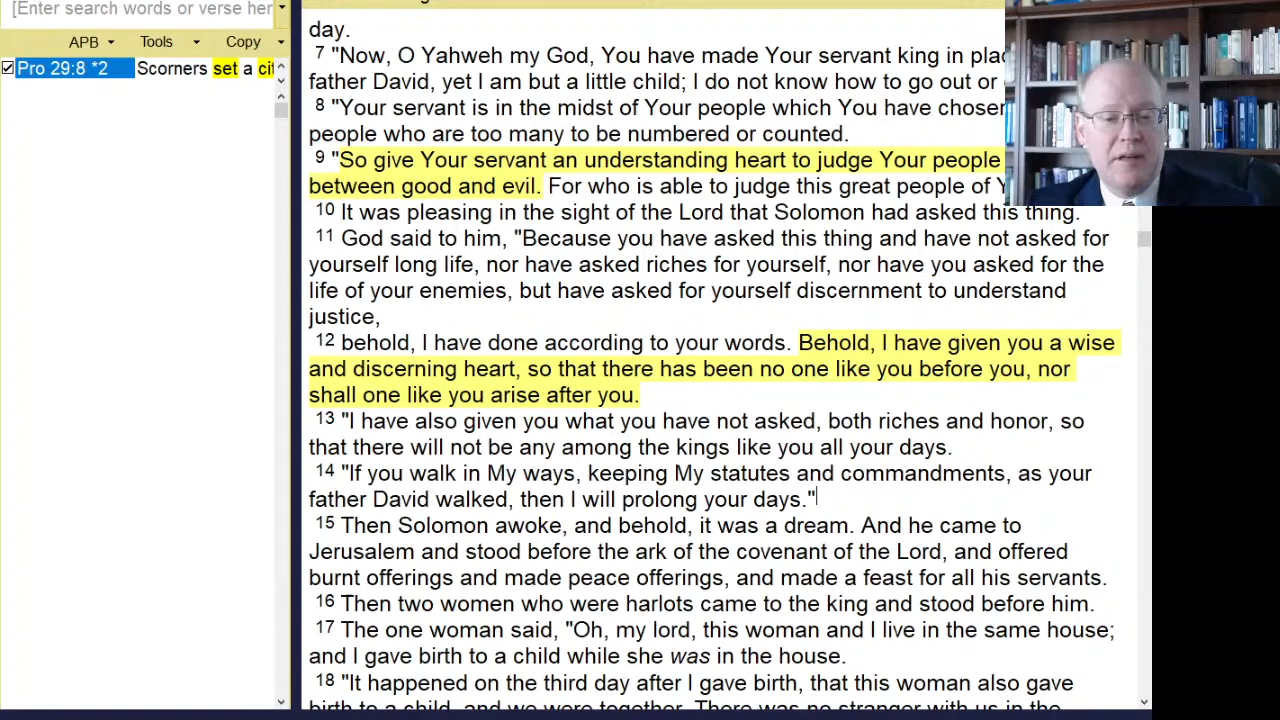 [Enter search words or verse her
APB Tools Copy
Pro 29:8 *2 Scorners set a cit
day.
7 "Now, O Yahweh my God, You have made Your servant king in plac
father David, yet I am but a little child; I do not know how to go out or
8 "Your servant is in the midst of Your people which You have chosen
people who are too many to be numbered or counted.
9 "So give Your servant an understanding heart to judge Your people
between good and evil. For who is able to judge this great people of Y
10 It was pleasing in the sight of the Lord that Solomon had asked this thing.
11 God said to him, "Because you have asked this thing and have not asked for
yourself long life, nor have asked riches for yourself, nor have you asked for the
life of your enemies, but have asked for yourself discernment to understand
justice,
12 behold, I have done according to your words. Behold, I have given you a wise
and discerning heart, so that there has been no one like you before you, nor
shall one like you arise after you.
13 "I have also given you what you have not asked, both riches and honor, so
that there will not be any among the kings like you all your days.
14 "If you walk in My ways, keeping My statutes and commandments, as your
father David walked, then I will prolong your days."
15 Then Solomon awoke, and behold, it was a dream. And he came to
Jerusalem and stood before the ark of the covenant of the Lord, and offered
burnt offerings and made peace offerings, and made a feast for all his servants.
16 Then two women who were harlots came to the king and stood before him.
17 The one woman said, "Oh, my lord, this woman and I live in the same house;
and I gave birth to a child while she was in the house.
18 "It happened on the third day after I gave birth, that this woman also gave
birth to a child, and we were together. There was no stranger with us in the